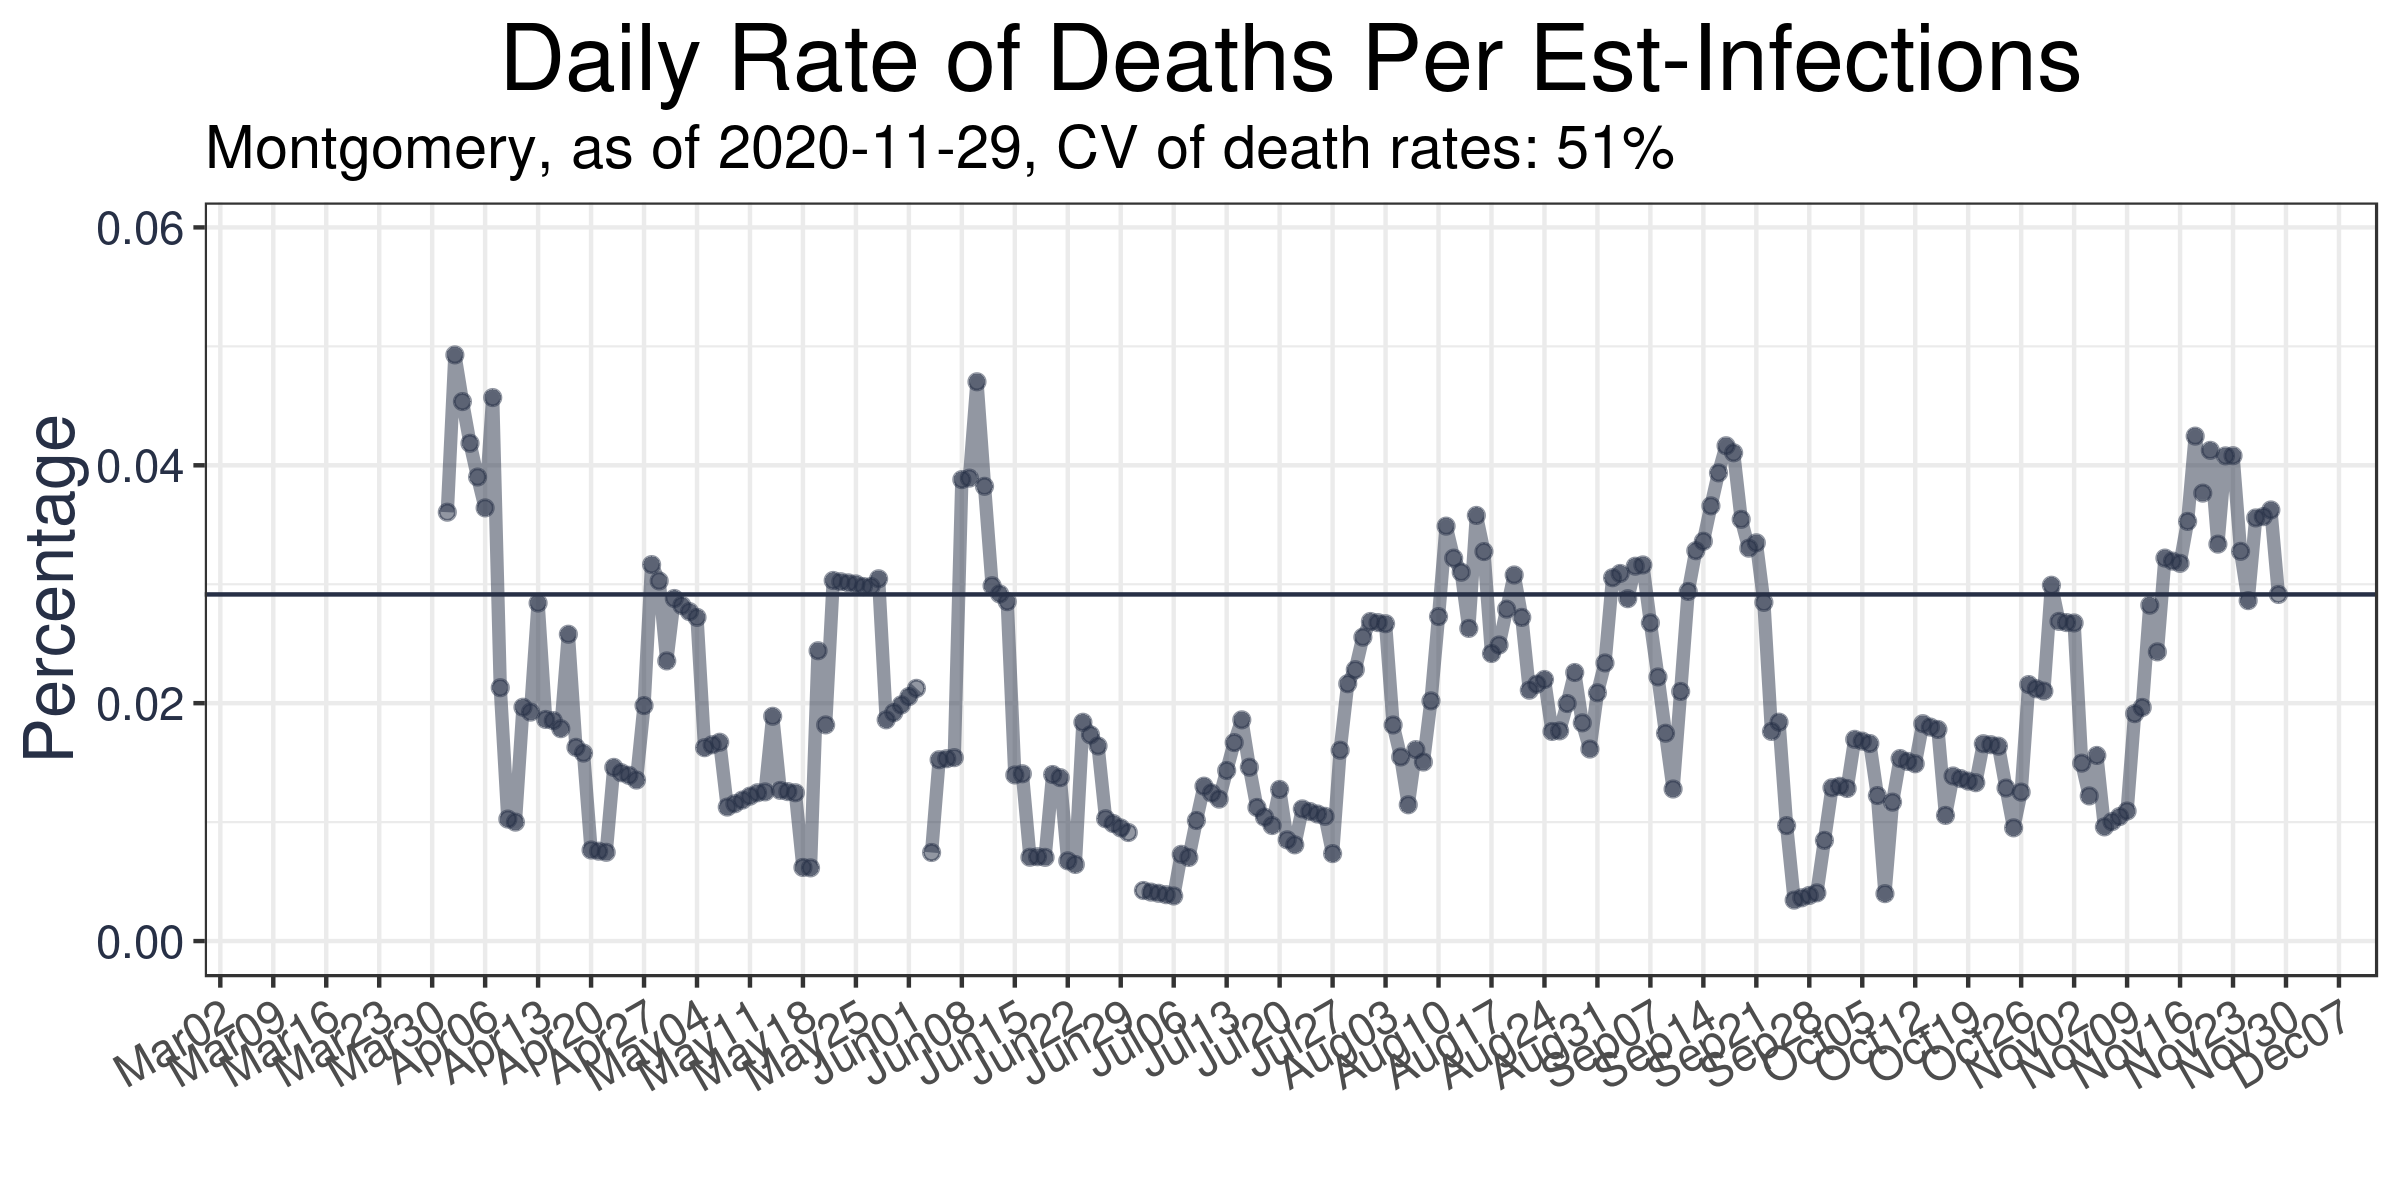 Daily Rate of Deaths Per Est-Infections
Montgomery, as of 2020-11-29, CV of death rates: 51%
Percentage
0.06
0.04
0.02
0.00
Mar02
Mar09
Mar16
Mar23
Mar30
Apr06
Apr13
Apr20
Apr27
May04
May11
May18
May25
Jun01
Jun08
Jun15
Jun22
Jun29
Jul06
Jul13
Jul20
Jul27
Aug03
Aug10
Aug17
Aug24
Aug31
Sep07
Sep14
Sep21
Sep28
Oct05
Oct12
Oct19
Oct26
Nov02
Nov09
Nov16
Nov23
Nov30
Dec07